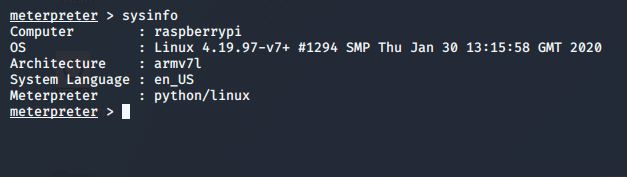 meterpreter > sysinfo
Computer        : raspberrypi
OS              : Linux 4.19.97-v7+ #1294 SMP Thu Jan 30 13:15:58 GMT 2020
Architecture    : armv7l
System Language : en_US
Meterpreter     : python/linux
meterpreter >